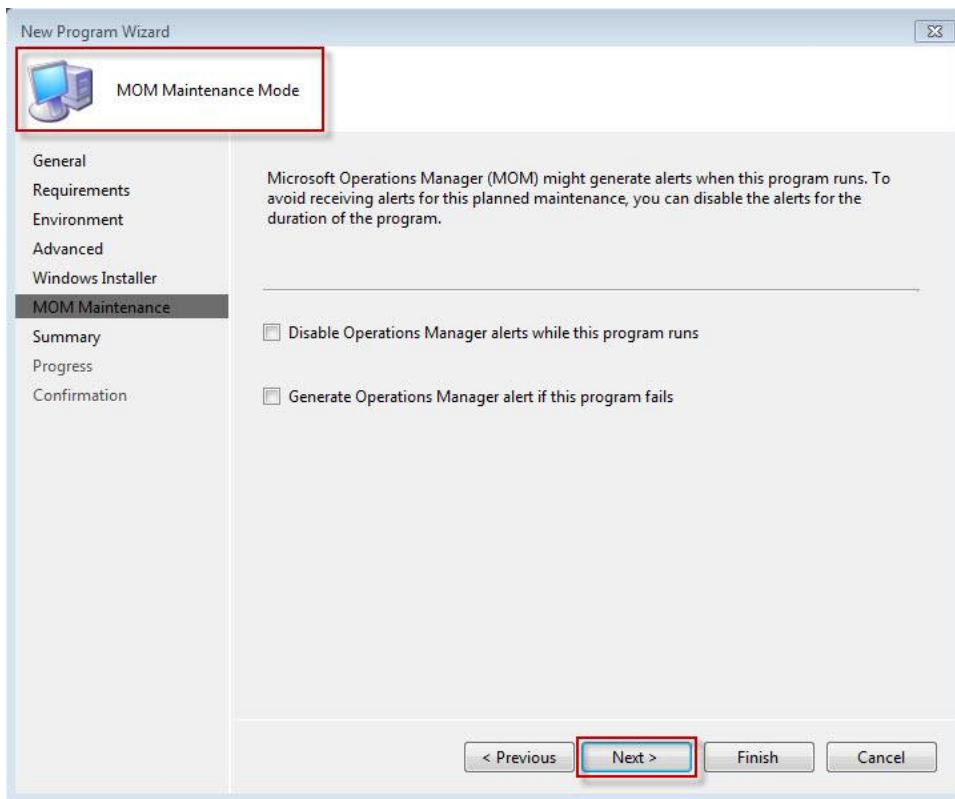 New Program Wizard
MOM Maintenance Mode
General
Requirements
Environment
Advanced
Windows Installer
MOM Maintenance
Summary
Progress
Confirmation
Microsoft Operations Manager (MOM) might generate alerts when this program runs. To
avoid receiving alerts for this planned maintenance, you can disable the alerts for the
duration of the program.
Disable Operations Manager alerts while this program runs
Generate Operations Manager alert if this program fails
< Previous
Next >
Finish
Cancel